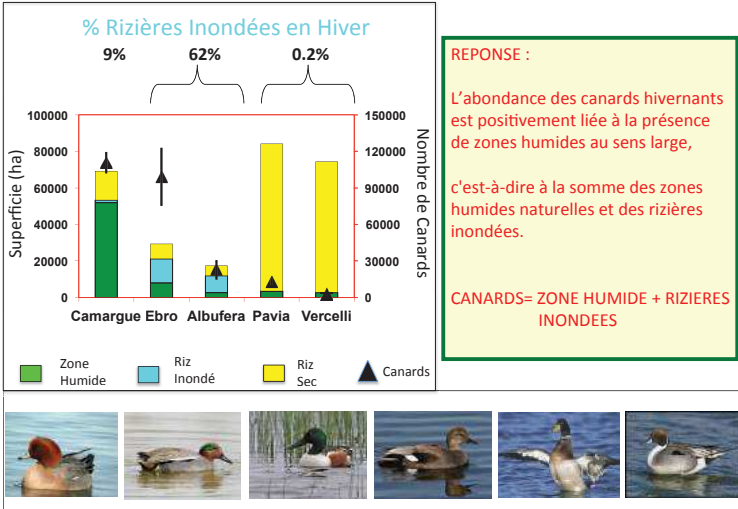 % Rizières Inondées en Hiver
9% 62% 0.2%
Superficie (ha)
100000
80000
60000
40000
20000
0
150000
120000
90000
60000
30000
0
Nombre de Canards
Camargue Ebro Albufera Pavia Vercelli
Zone
Humide
Riz
Inondé
Riz
Sec
Canards
REPONSE :
L'abondance des canards hivernants
est positivement liée à la présence
de zones humides au sens large,
c'est-à-dire à la somme des zones
humides naturelles et des rizières
inondées.
CANARDS= ZONE HUMIDE + RIZIERES
INONDEES